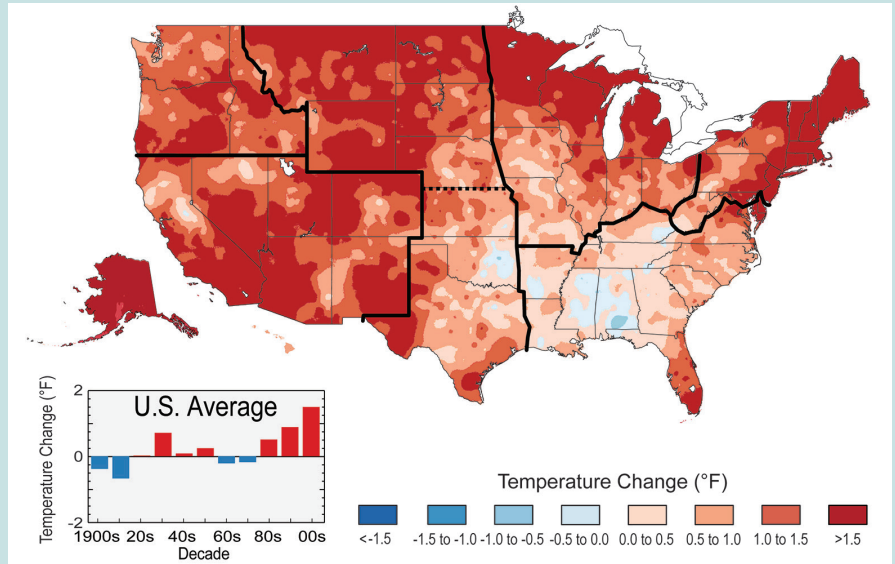 U.S. Average
Temperature Change (°F)
2
0
-2
1900s 20s 40s 60s 80s 00s
Decade
Temperature Change (°F)
<-1.5 -1.5 to -1.0 -1.0 to -0.5 -0.5 to 0.0 0.0 to 0.5 0.5 to 1.0 1.0 to 1.5 >1.5